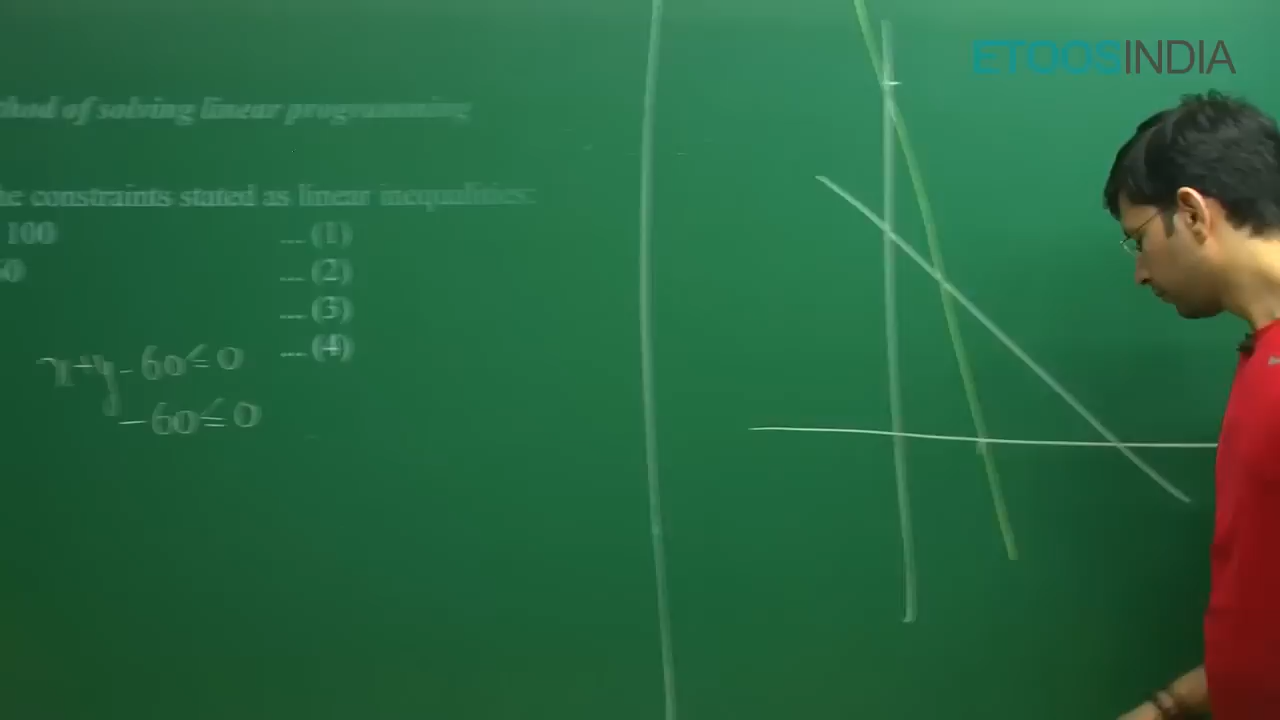 ETOOSINDIA
thod of solving linear programming
he constraints stated as linear inequalities:
100 ... (1)
60 ... (2)
... (3)
... (4)
x+y-60≤0
-60≤0